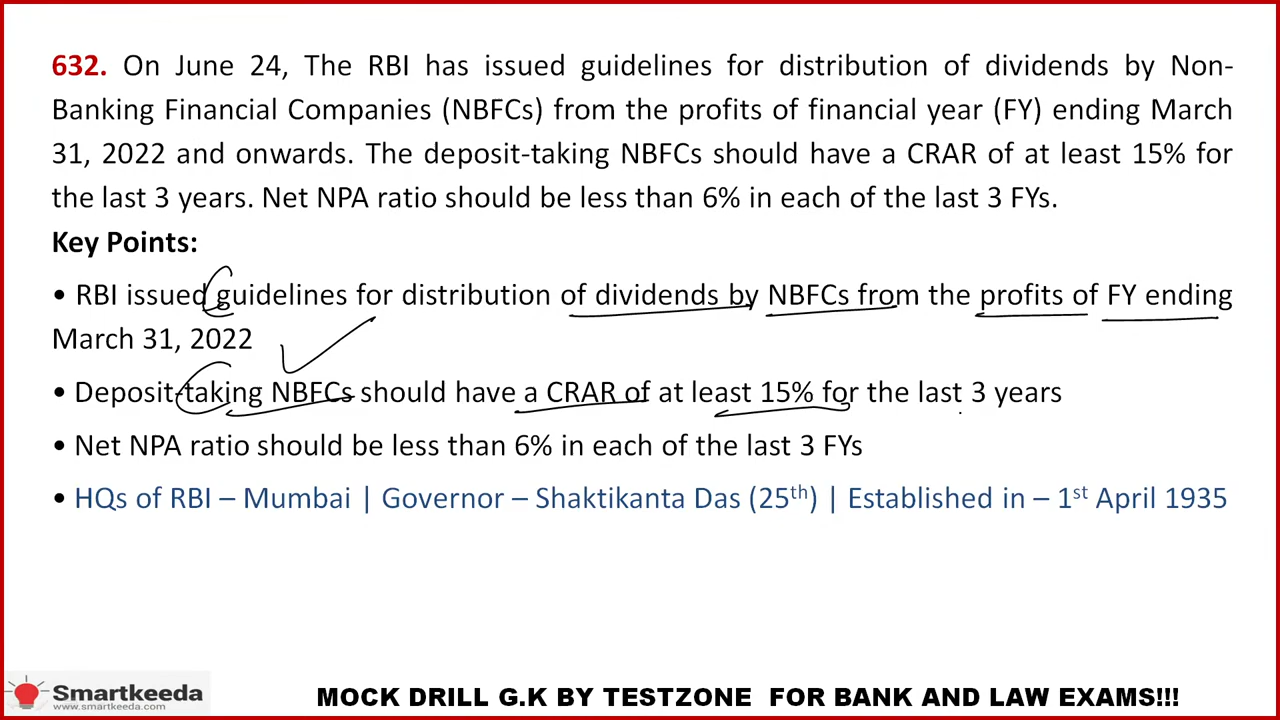 632. On June 24, The RBI has issued guidelines for distribution of dividends by Non-
Banking Financial Companies (NBFCs) from the profits of financial year (FY) ending March
31, 2022 and onwards. The deposit-taking NBFCs should have a CRAR of at least 15% for
the last 3 years. Net NPA ratio should be less than 6% in each of the last 3 FYs.
Key Points:
• RBI issued guidelines for distribution of dividends by NBFCs from the profits of FY ending
March 31, 2022
• Deposit-taking NBFCs should have a CRAR of at least 15% for the last 3 years
• Net NPA ratio should be less than 6% in each of the last 3 FYs
• HQs of RBI – Mumbai | Governor – Shaktikanta Das (25th) | Established in – 1st April 1935
Smartkeeda
www.smartkeeda.com
MOCK DRILL G.K BY TESTZONE FOR BANK AND LAW EXAMS!!!